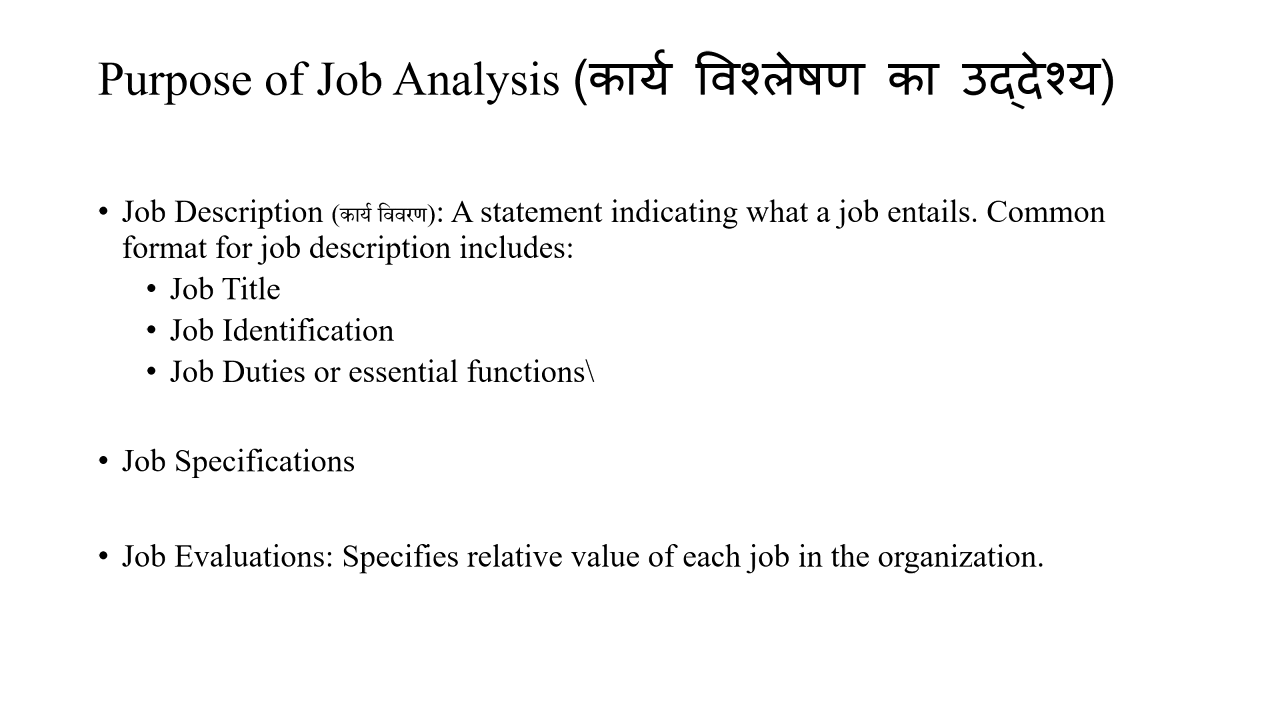 Purpose of Job Analysis (कार्य विश्लेषण का उद्देश्य)
• Job Description (कार्य विवरण): A statement indicating what a job entails. Common
format for job description includes:
• Job Title
• Job Identification
• Job Duties or essential functions\
• Job Specifications
• Job Evaluations: Specifies relative value of each job in the organization.